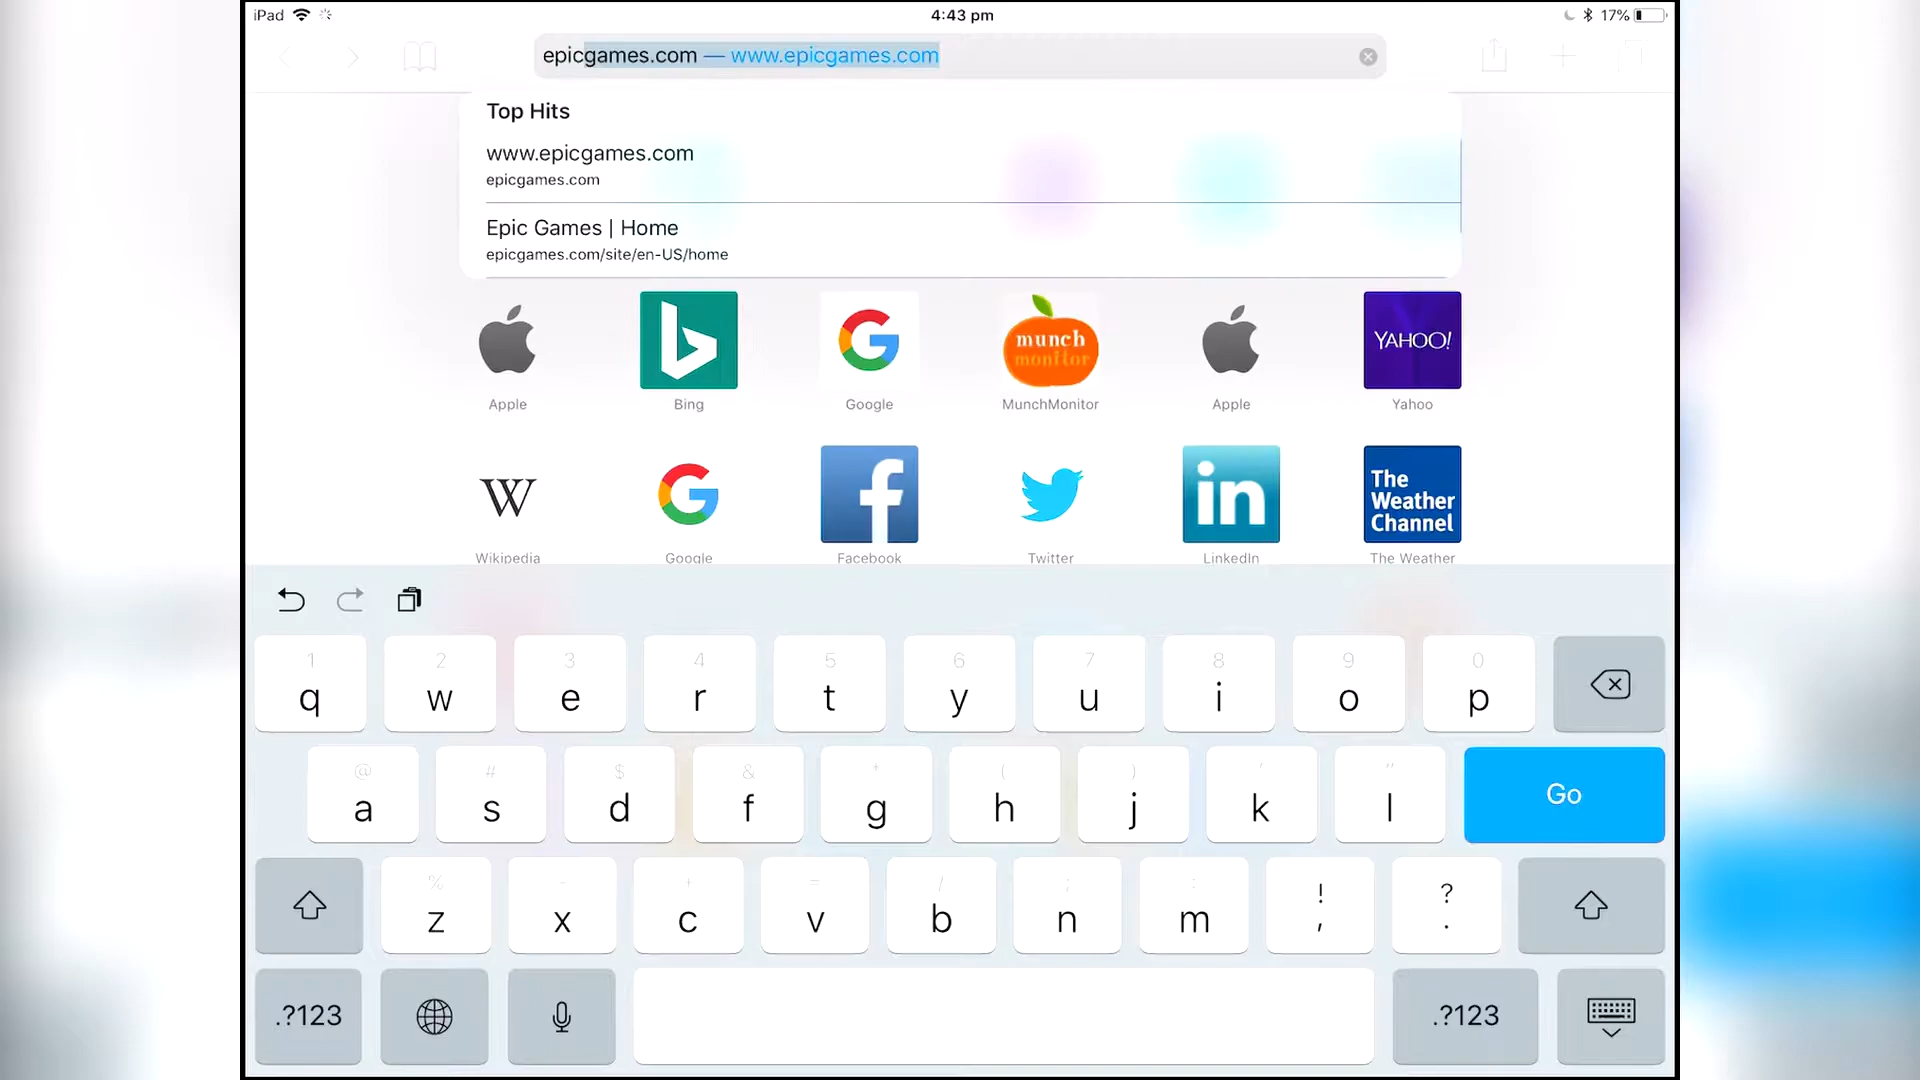 iPad 4:43 pm 17%
epicgames.com — www.epicgames.com
Top Hits
www.epicgames.com
epicgames.com
Epic Games | Home
epicgames.com/site/en-US/home
munch
monitor
YAHOO!
Apple Bing Google MunchMonitor Apple Yahoo
W
f
in
The
Weather
Channel
Wikipedia Google Facebook Twitter LinkedIn The Weather
1 2 3 4 5 6 7 8 9 0
q w e r t y u i o p
@ # $ & * ( ) ' "
a s d f g h j k l Go
% - + = / ; : ! ?
z x c v b n m , .
.?123 .?123